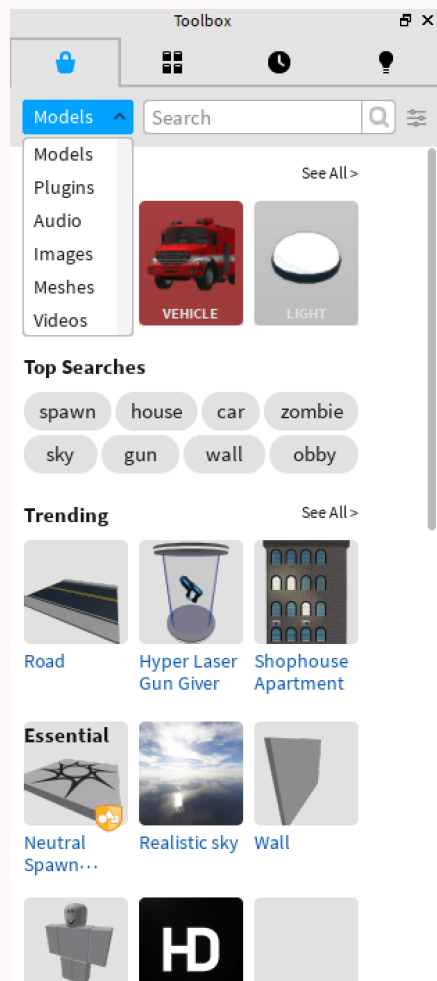 Toolbox
Models
Search
Models
Plugins
Audio
Images
Meshes
Videos
See All >
VEHICLE
LIGHT
Top Searches
spawn house car zombie
sky gun wall obby
Trending
See All >
Road
Hyper Laser
Gun Giver
Shophouse
Apartment
Essential
Neutral
Spawn···
Realistic sky
Wall
HD